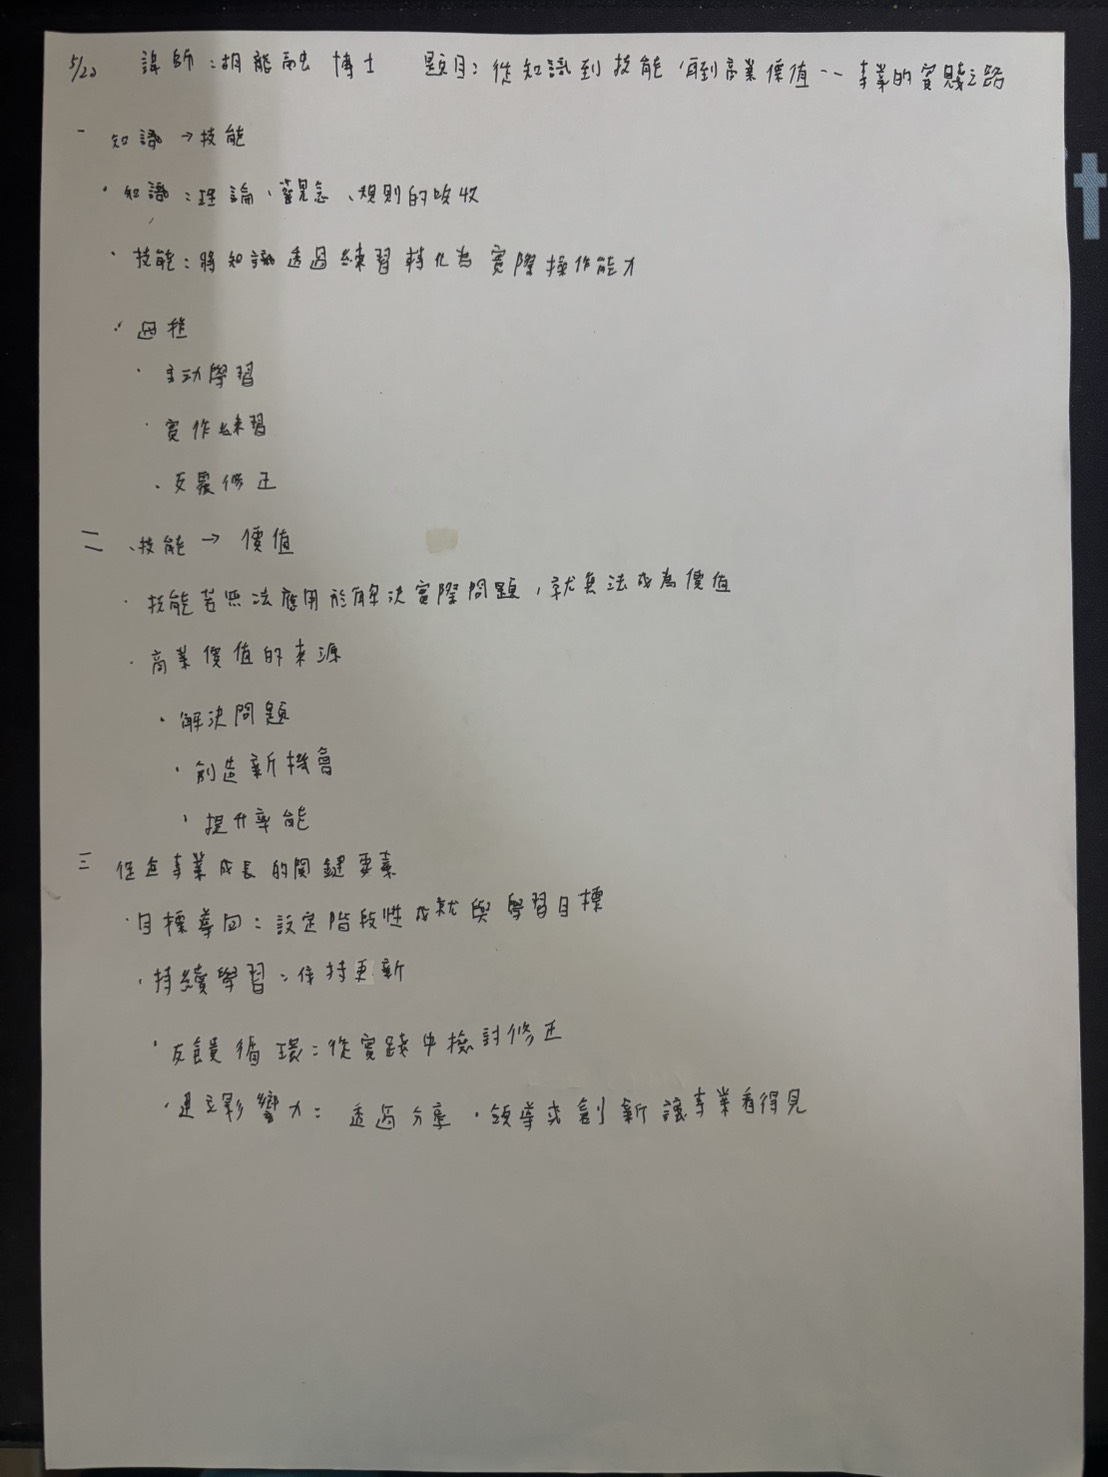 5/20 講師:胡龍融 博士 題目:從知識到技能,再到商業價值--專業的實踐之路
一 知識→技能
・知識:理論、觀念、規則的吸收
・技能:將知識透過練習轉化為實際操作能力
・過程
・主動學習
・實作練習
・反覆修正
二、技能→價值
・技能若無法應用於解決實際問題,就無法成為價值
・商業價值的來源
・解決問題
・創造新機會
・提升率能
三 促進專業成長的關鍵要素
・目標導向:設定階段性成就與學習目標
・持續學習:保持更新
・反饋循環:從實踐中檢討修正
・建立影響力:透過分享、領導或創新讓專業看得見
t